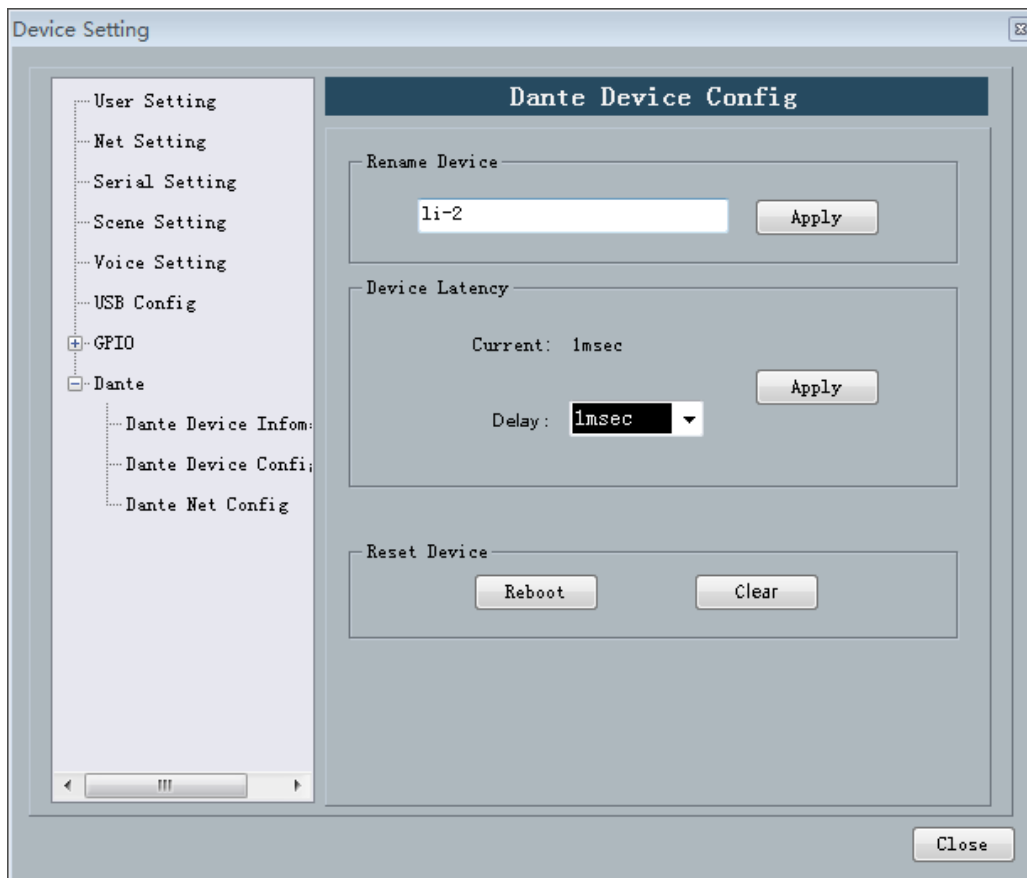 Device Setting
User Setting
Net Setting
Serial Setting
Scene Setting
Voice Setting
USB Config
GPIO
Dante
Dante Device Infom
Dante Device Confi
Dante Net Config
Dante Device Config
Rename Device
li-2
Apply
Device Latency
Current: 1msec
Delay: 1msec
Apply
Reset Device
Reboot
Clear
Close